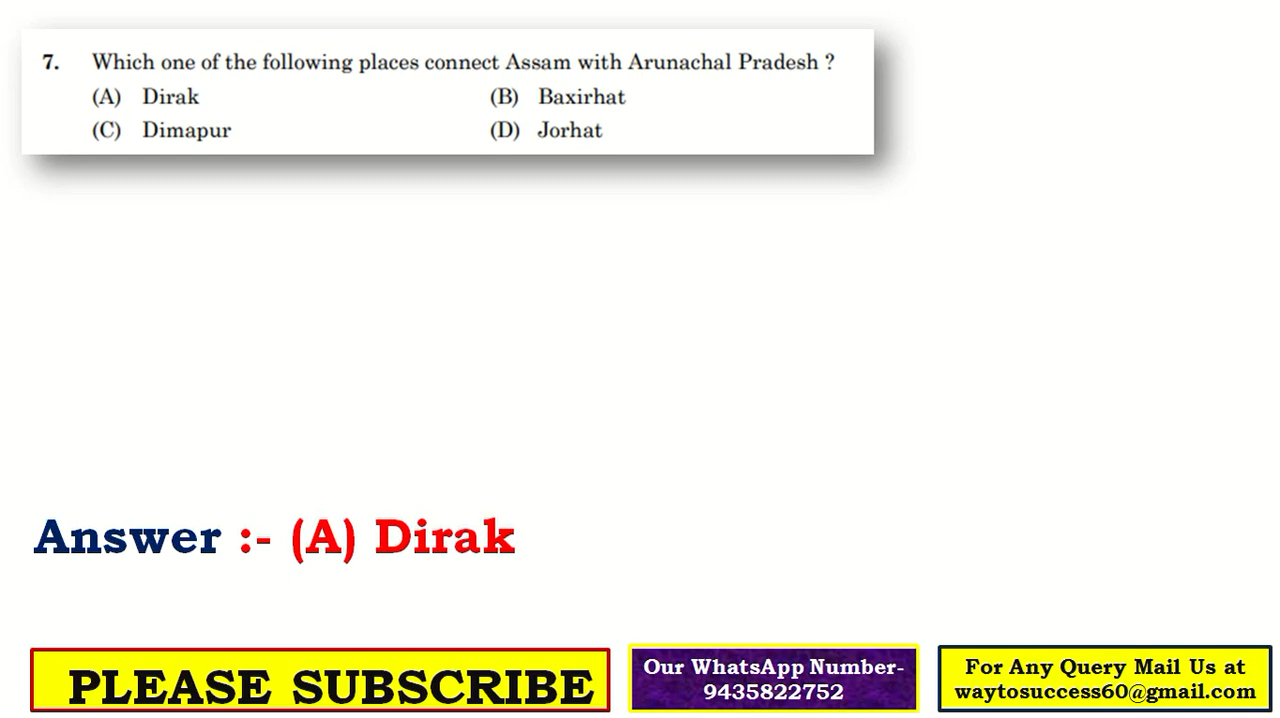 7. Which one of the following places connect Assam with Arunachal Pradesh ?
(A) Dirak (B) Baxirhat
(C) Dimapur (D) Jorhat
Answer :- (A) Dirak
PLEASE SUBSCRIBE
Our WhatsApp Number-
9435822752
For Any Query Mail Us at
waytosuccess60@gmail.com